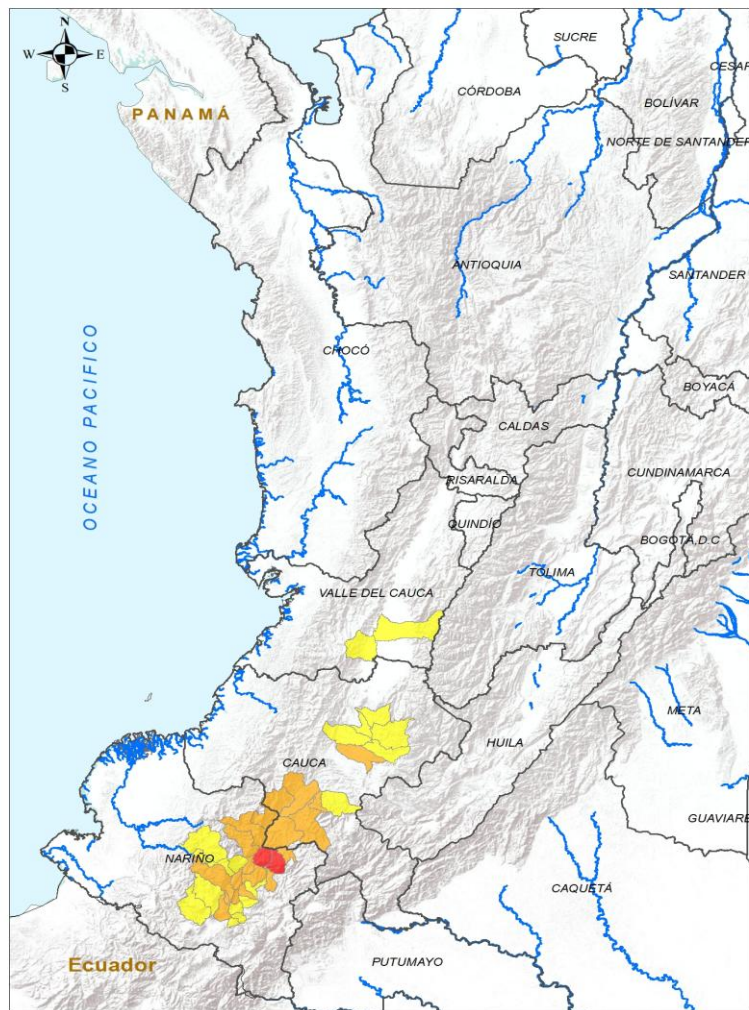 N
W E
S
SUCRE
CESAR
CÓRDOBA
BOLÍVAR
PANAMÁ
NORTE DE SANTANDER
ANTIOQUIA
SANTANDER
OCEANO PACIFICO
CHOCÓ
BOYACÁ
CALDAS
CUNDINAMARCA
RISARALDA
QUINDÍO
BOGOTÁ,D.C
TOLIMA
VALLE DEL CAUCA
META
HUILA
CAUCA
GUAVIARE
NARIÑO
CAQUETÁ
PUTUMAYO
Ecuador